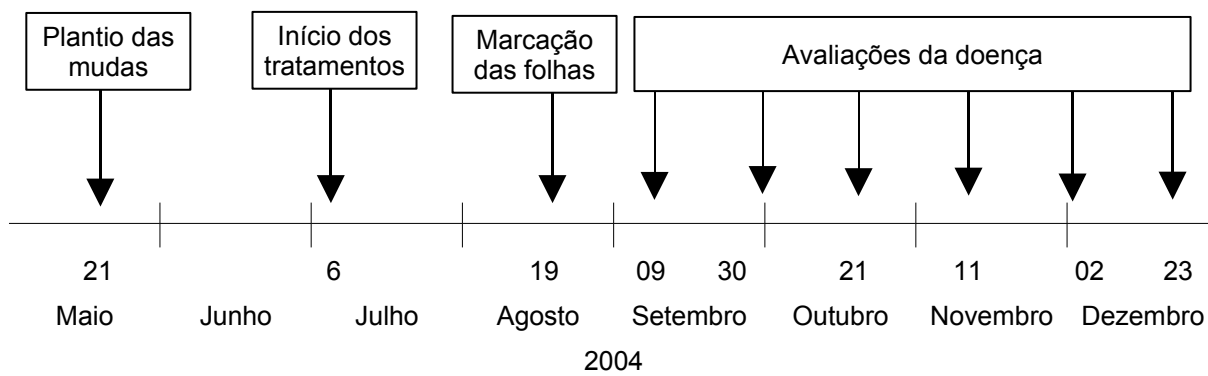 Plantio das
mudas
Início dos
tratamentos
Marcação
das folhas
Avaliações da doença
21 6 19 09 30 21 11 02 23
Maio Junho Julho Agosto Setembro Outubro Novembro Dezembro
2004